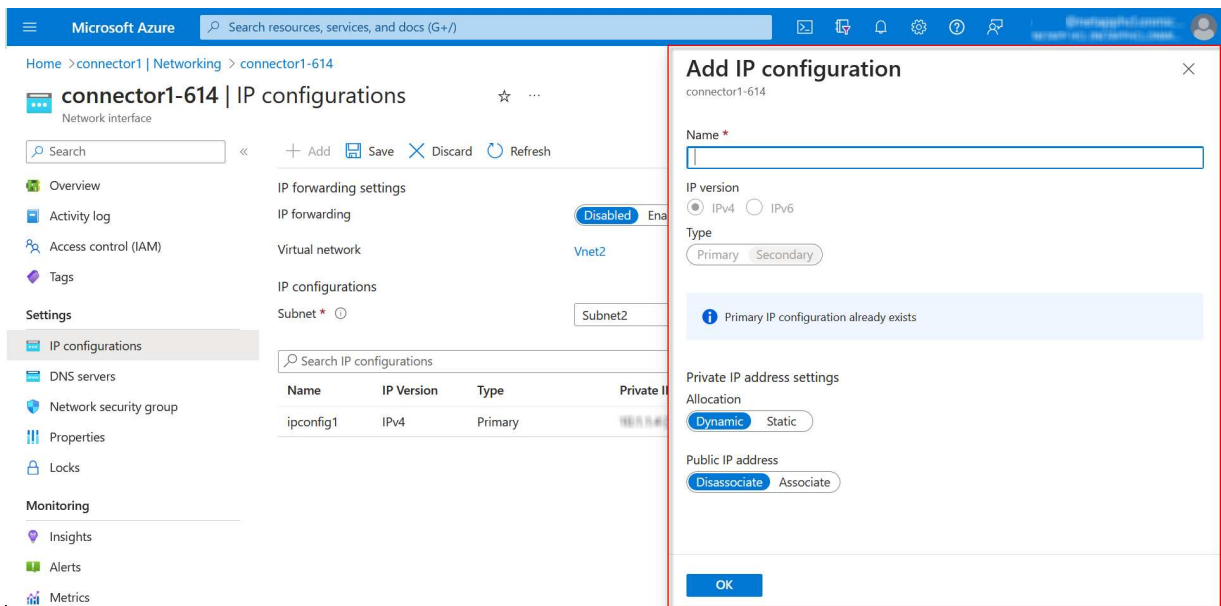 Microsoft Azure
Search resources, services, and docs (G+/)
Home > connector1 | Networking > connector1-614
connector1-614 | IP configurations
Network interface
Search
Overview
Activity log
Access control (IAM)
Tags
Settings
IP configurations
DNS servers
Network security group
Properties
Locks
Monitoring
Insights
Alerts
Metrics
Add Save Discard Refresh
IP forwarding settings
IP forwarding Disabled Ena
Virtual network Vnet2
IP configurations
Subnet * Subnet2
Search IP configurations
Name IP Version Type Private I
ipconfig1 IPv4 Primary
Add IP configuration
connector1-614
Name *
IP version
IPv4 IPv6
Type
Primary Secondary
Primary IP configuration already exists
Private IP address settings
Allocation
Dynamic Static
Public IP address
Disassociate Associate
OK